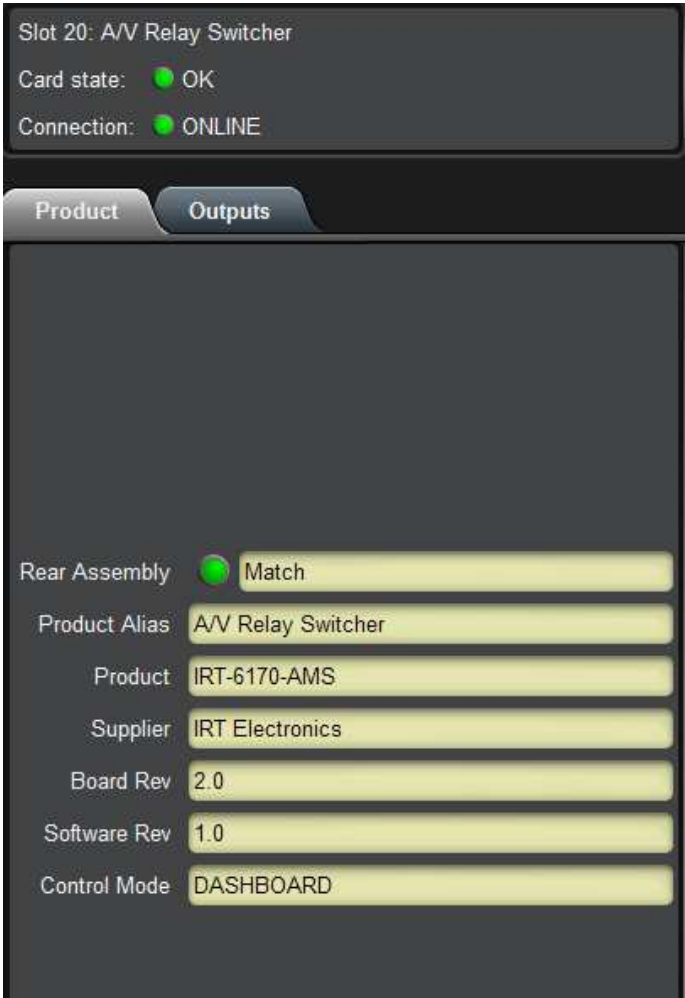 Slot 20: A/V Relay Switcher
Card state: OK
Connection: ONLINE
Product Outputs
Rear Assembly Match
Product Alias A/V Relay Switcher
Product IRT-6170-AMS
Supplier IRT Electronics
Board Rev 2.0
Software Rev 1.0
Control Mode DASHBOARD